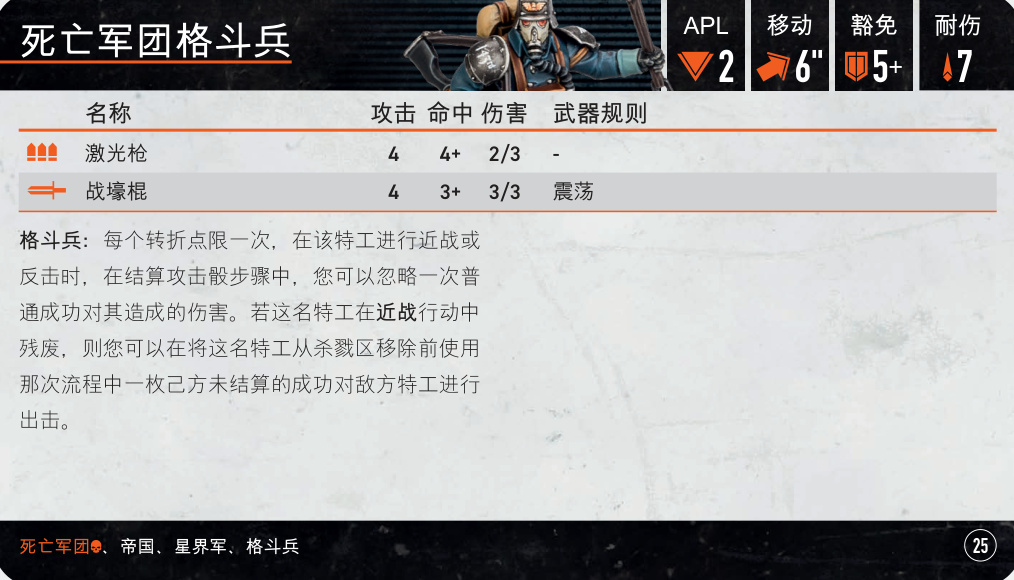 死亡军团格斗兵
APL 移动 豁免 耐伤
2 6" 5+ 7
名称 攻击 命中 伤害 武器规则
激光枪 4 4+ 2/3 -
战壕棍 4 3+ 3/3 震荡
格斗兵：每个转折点限一次，在该特工进行近战或
反击时，在结算攻击骰步骤中，您可以忽略一次普
通成功对其造成的伤害。若这名特工在近战行动中
残废，则您可以在将这名特工从杀戮区移除前使用
那次流程中一枚己方未结算的成功对敌方特工进行
出击。
死亡军团、帝国、星界军、格斗兵
25